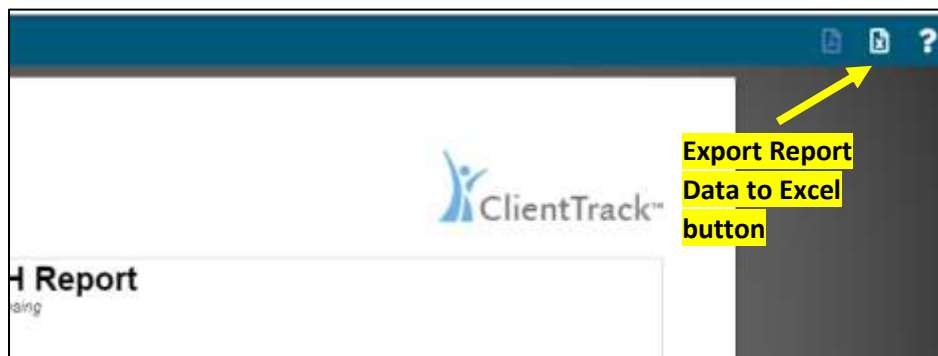 ?
Export Report
Data to Excel
button
ClientTrack™
H Report